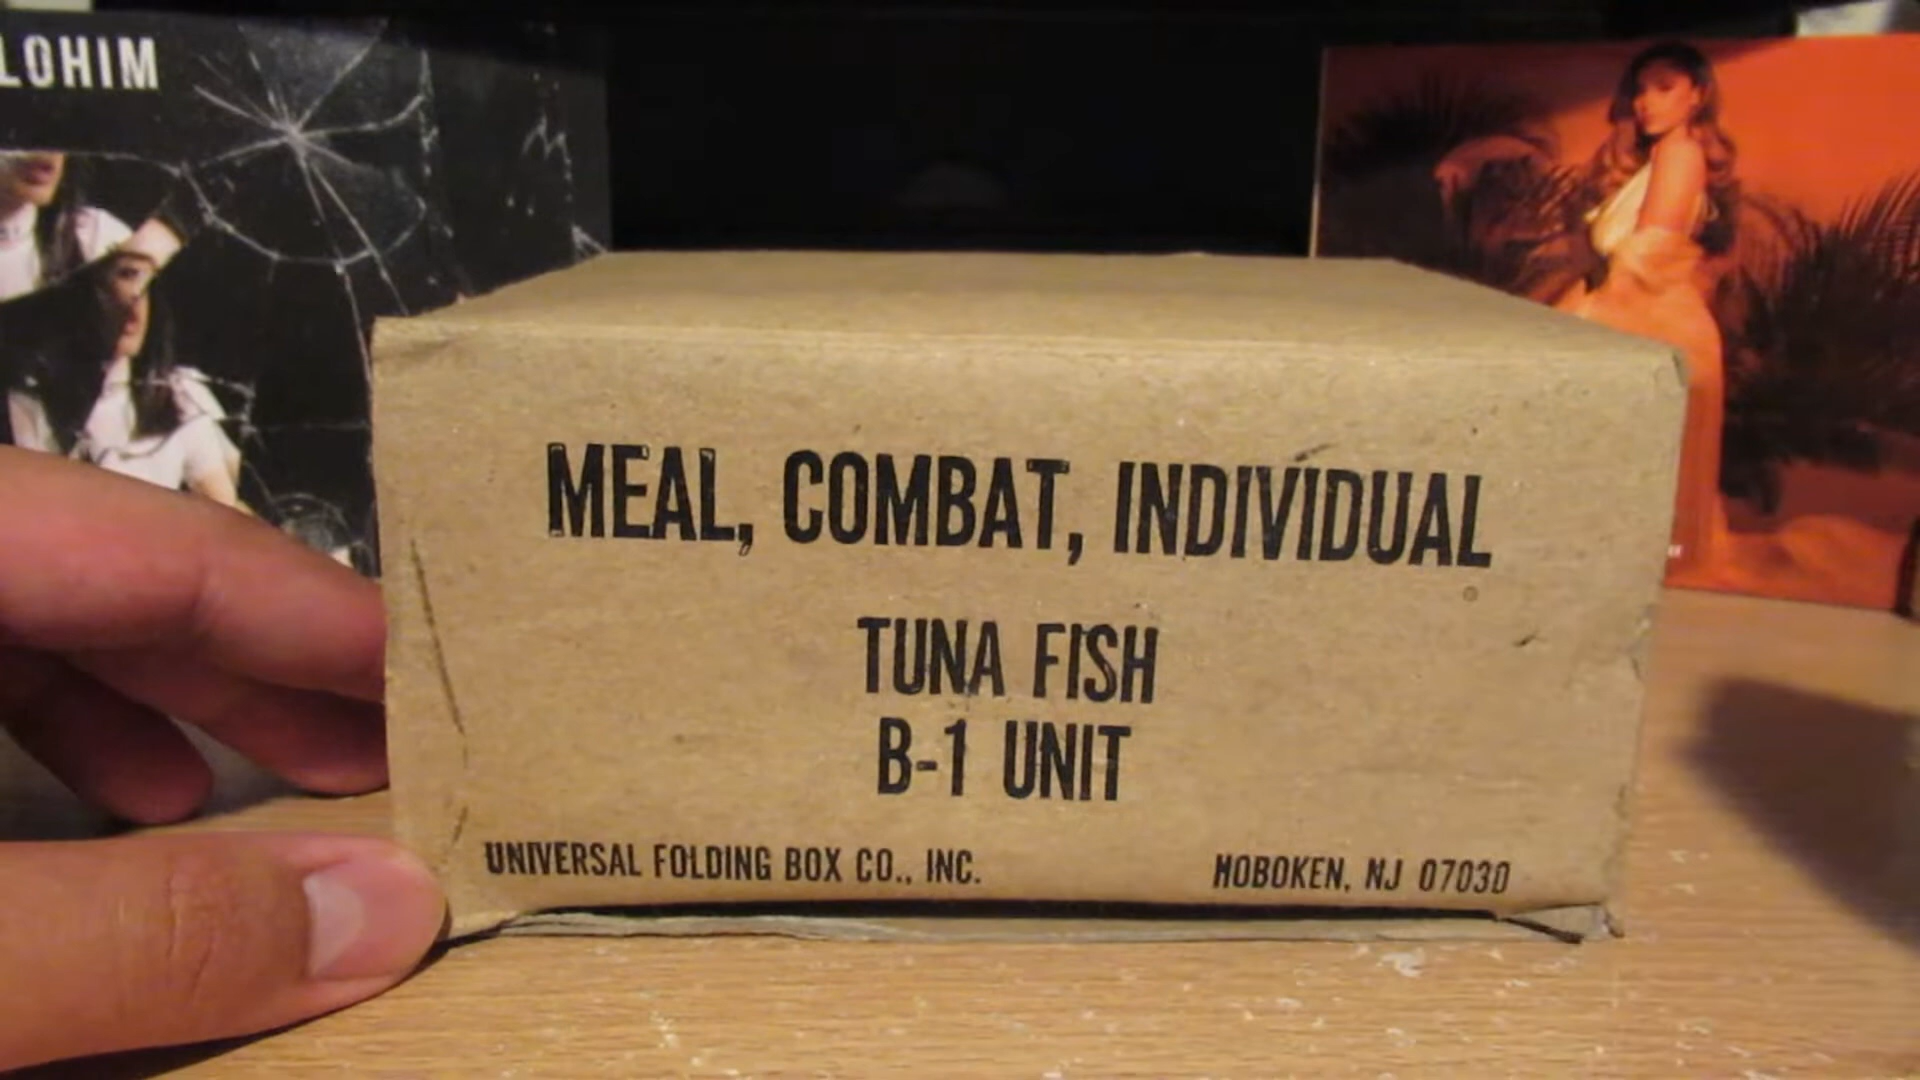 LOHIM
MEAL, COMBAT, INDIVIDUAL
TUNA FISH
B-1 UNIT
UNIVERSAL FOLDING BOX CO., INC. HOBOKEN, NJ 07030